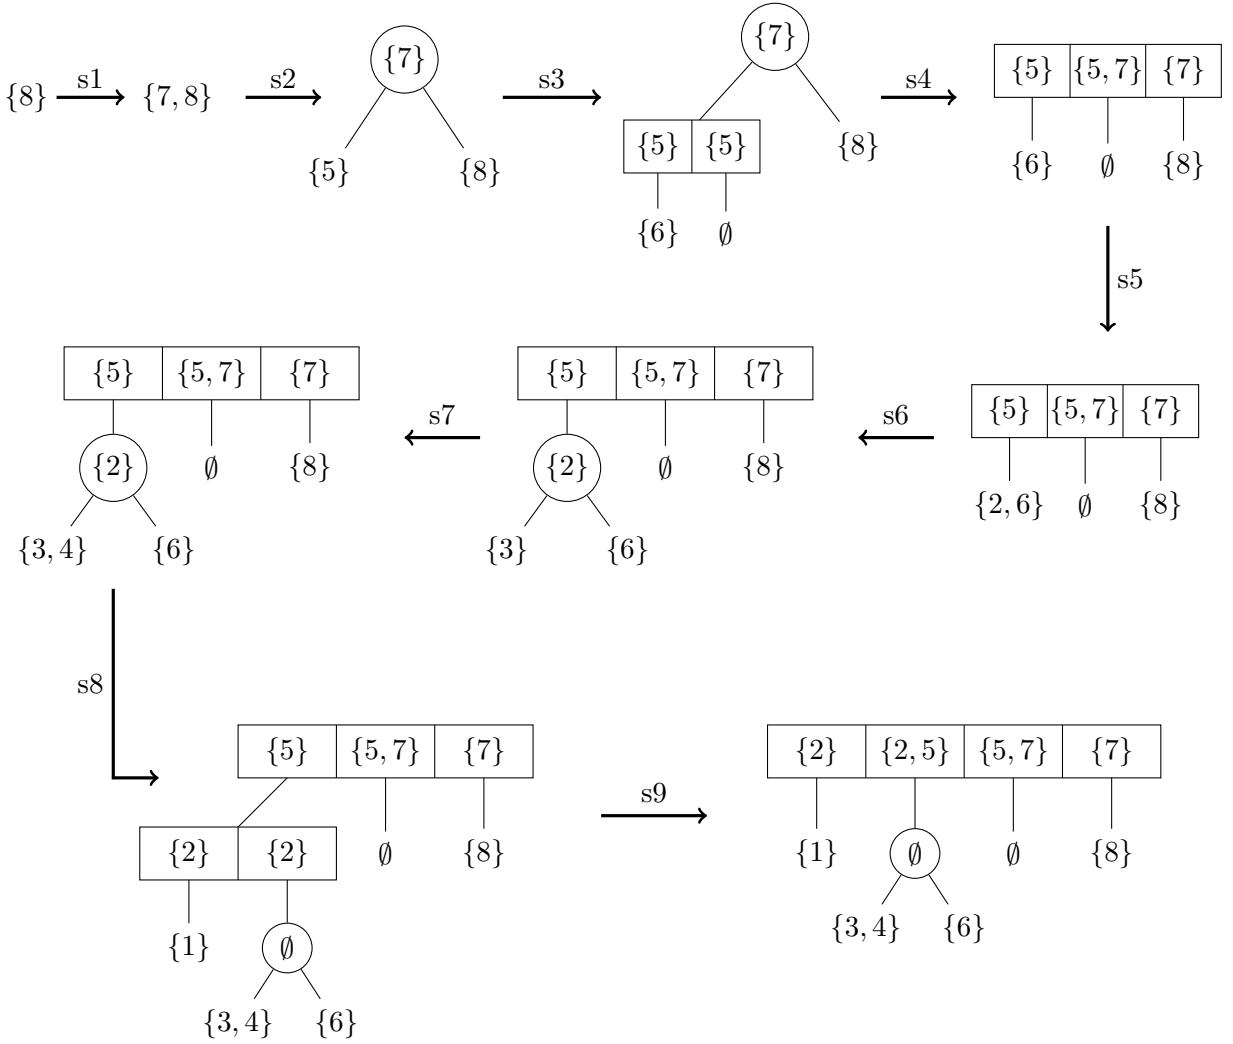 {8} s1 {7, 8} s2 {7} s3 {7} s4 {5} {5, 7} {7}
{5} {8} {5} {5} {8} {6} ∅ {8}
{6} ∅
s5
{5} {5, 7} {7} s7 {5} {5, 7} {7} s6 {5} {5, 7} {7}
{2} ∅ {8} {2} ∅ {8} {2, 6} ∅ {8}
{3, 4} {6} {3} {6}
s8
{5} {5, 7} {7} s9 {2} {2, 5} {5, 7} {7}
{2} {2} ∅ {8} {1} ∅ ∅ {8}
{1} ∅ {3, 4} {6}
{3, 4} {6}